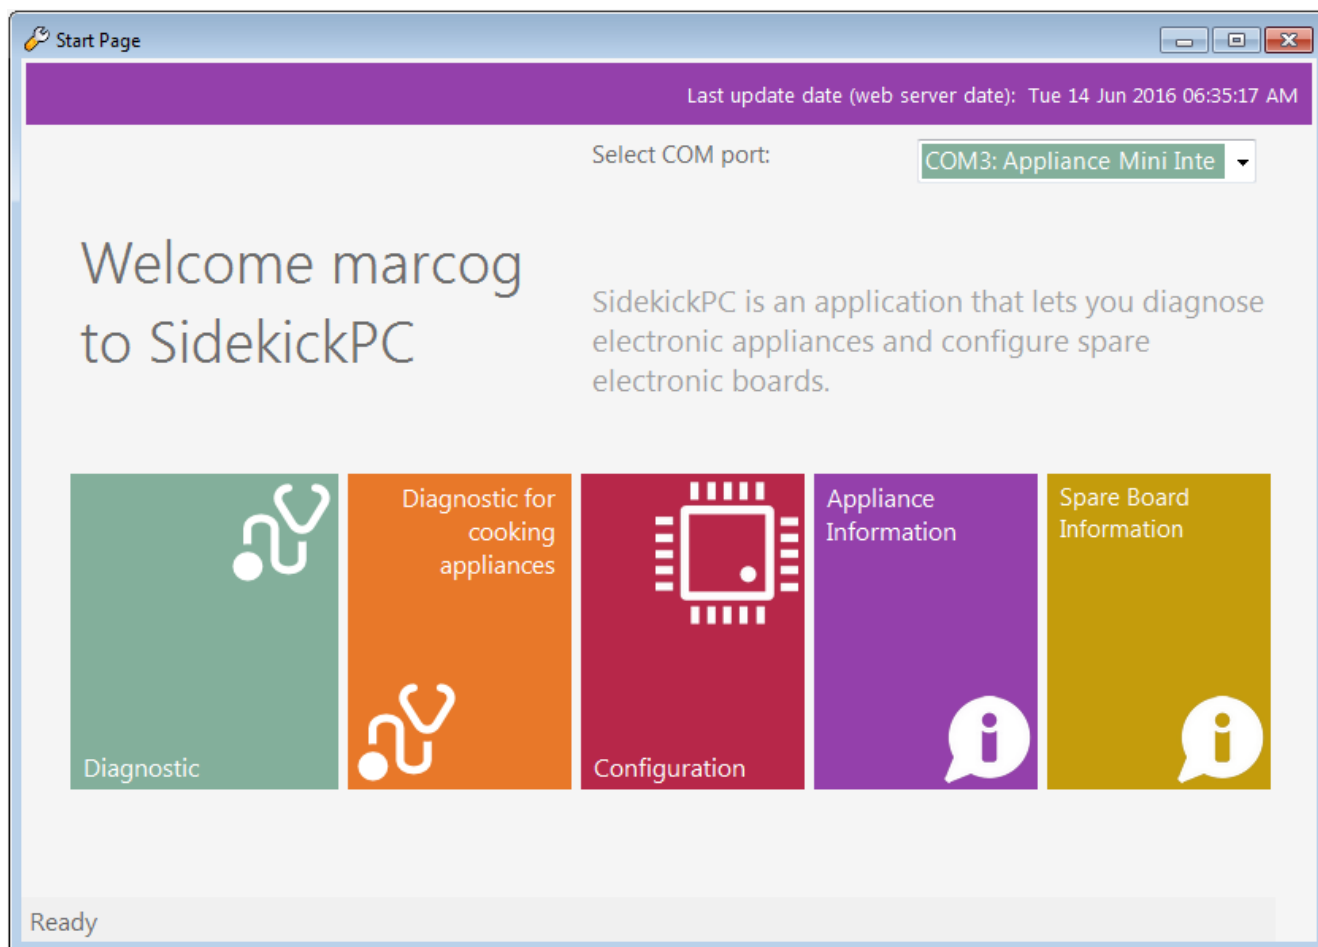 Start Page
Last update date (web server date): Tue 14 Jun 2016 06:35:17 AM
Select COM port:
COM3: Appliance Mini Inte
Welcome marcog
to SidekickPC
SidekickPC is an application that lets you diagnose
electronic appliances and configure spare
electronic boards.
Diagnostic
Diagnostic for
cooking
appliances
Configuration
Appliance
Information
Spare Board
Information
Ready